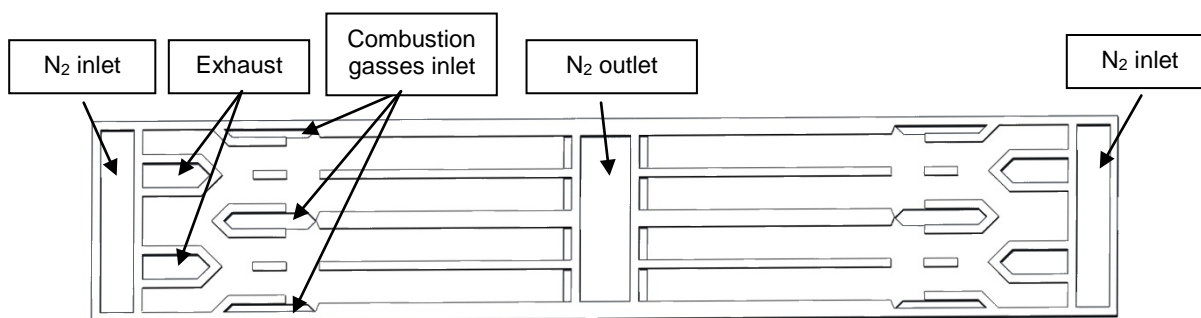 N₂ inlet
Exhaust
Combustion
gasses inlet
N₂ outlet
N₂ inlet